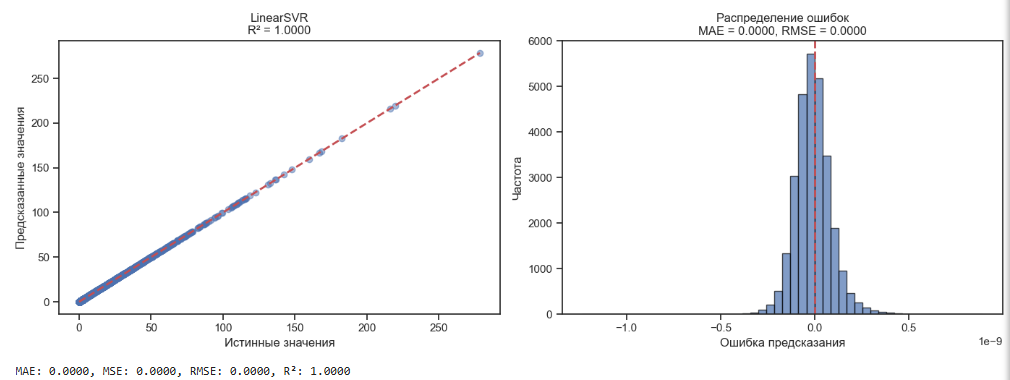 LinearSVR
R² = 1.0000
Предсказанные значения
250
200
150
100
50
0
0
50
100
150
200
250
Истинные значения
Распределение ошибок
MAE = 0.0000, RMSE = 0.0000
Частота
6000
5000
4000
3000
2000
1000
0
−1.0
−0.5
0.0
0.5
1e−9
Ошибка предсказания
MAE: 0.0000, MSE: 0.0000, RMSE: 0.0000, R²: 1.0000